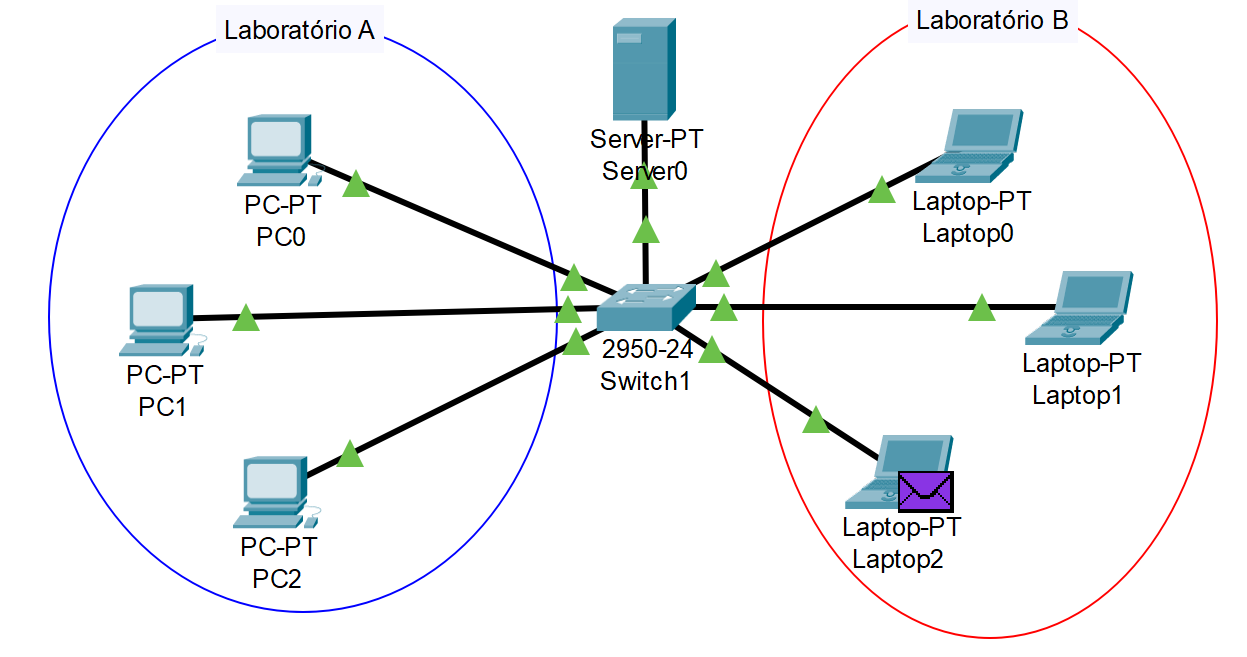 Laboratório A
Laboratório B
Server-PT
Server0
PC-PT
PC0
Laptop-PT
Laptop0
PC-PT
PC1
2950-24
Switch1
Laptop-PT
Laptop1
PC-PT
PC2
Laptop-PT
Laptop2